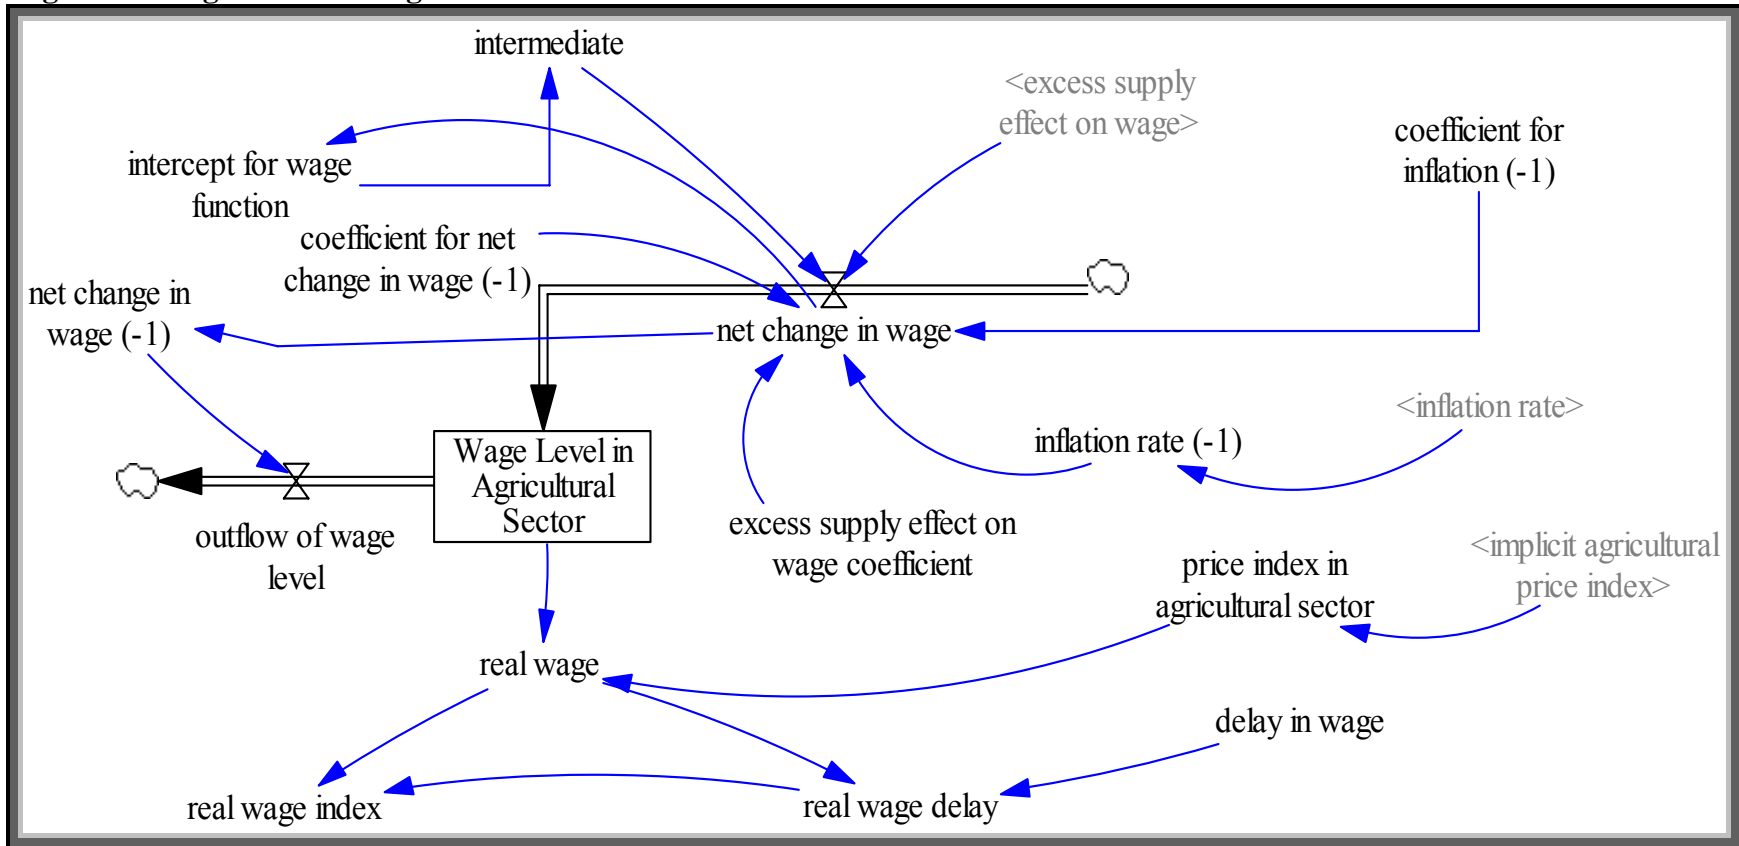 intermediate
<excess supply
effect on wage>
coefficient for
inflation (-1)
intercept for wage
function
coefficient for net
change in wage (-1)
net change in
wage (-1)
net change in wage
<inflation rate>
inflation rate (-1)
Wage Level in
Agricultural
Sector
outflow of wage
level
excess supply effect on
wage coefficient
<implicit agricultural
price index>
price index in
agricultural sector
real wage
delay in wage
real wage index
real wage delay